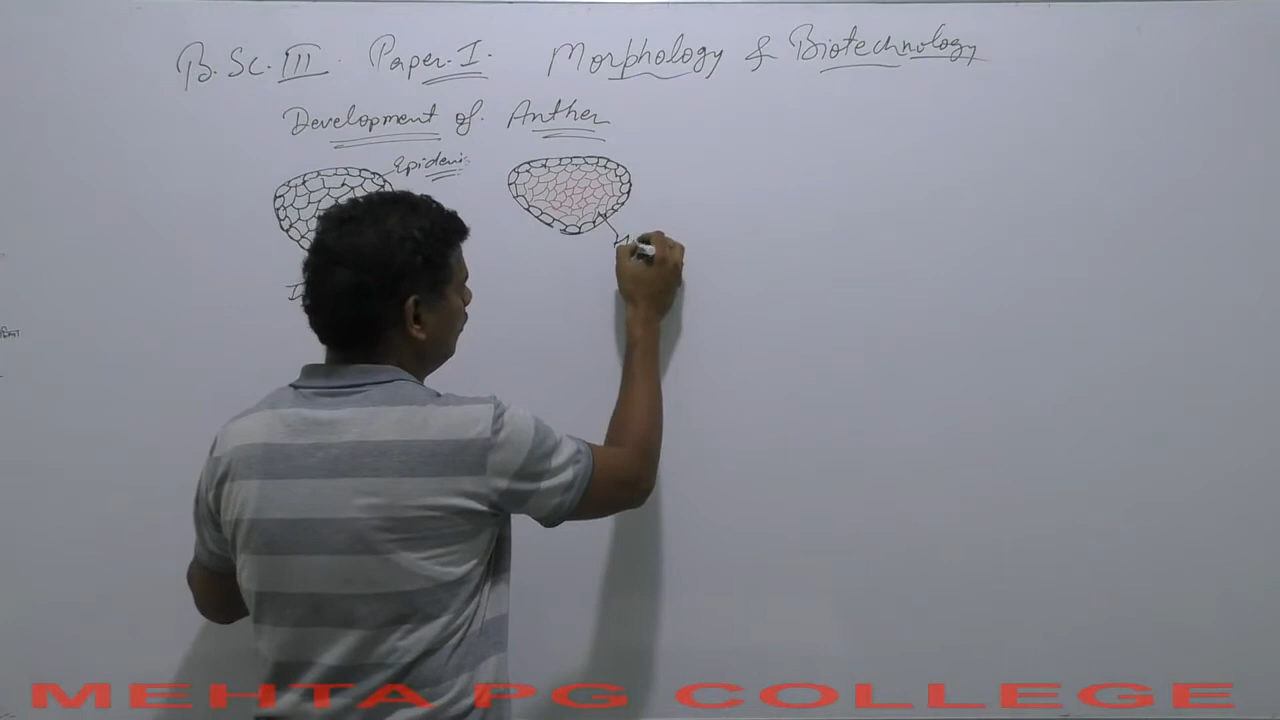 B.Sc. III. Paper. I. Morphology & Biotechnology
Development of. Anther
Epidermis
MEHTA PG COLLEGE